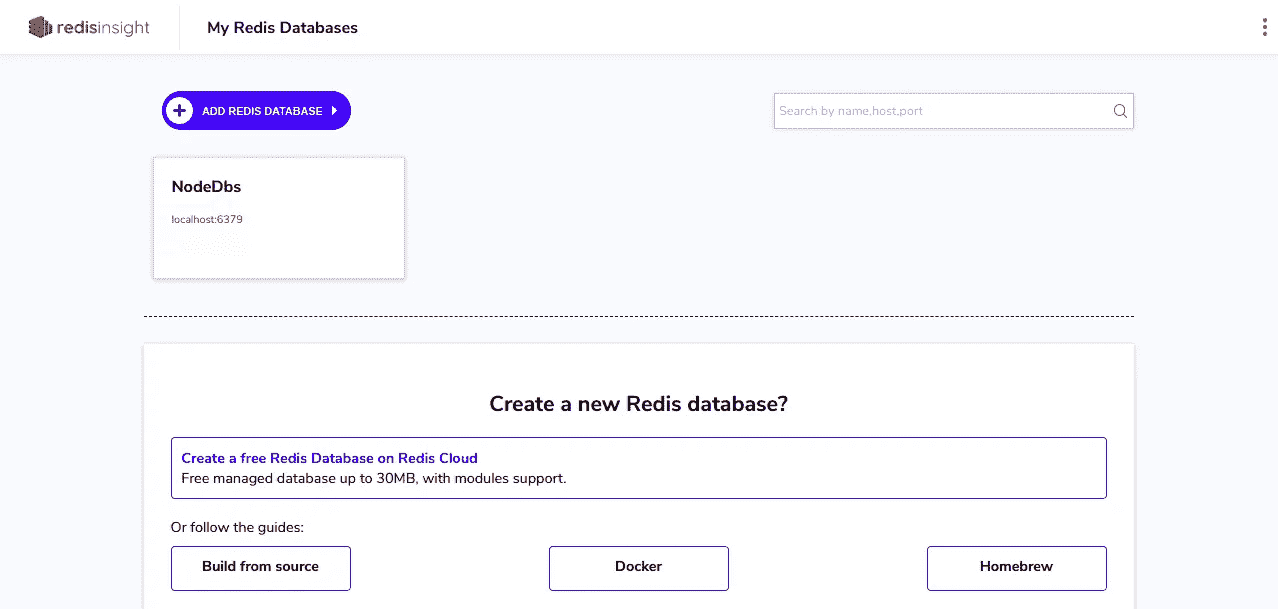 redisinsight
My Redis Databases
ADD REDIS DATABASE
Search by name,host,port
NodeDbs
localhost:6379
Create a new Redis database?
Create a free Redis Database on Redis Cloud
Free managed database up to 30MB, with modules support.
Or follow the guides:
Build from source
Docker
Homebrew